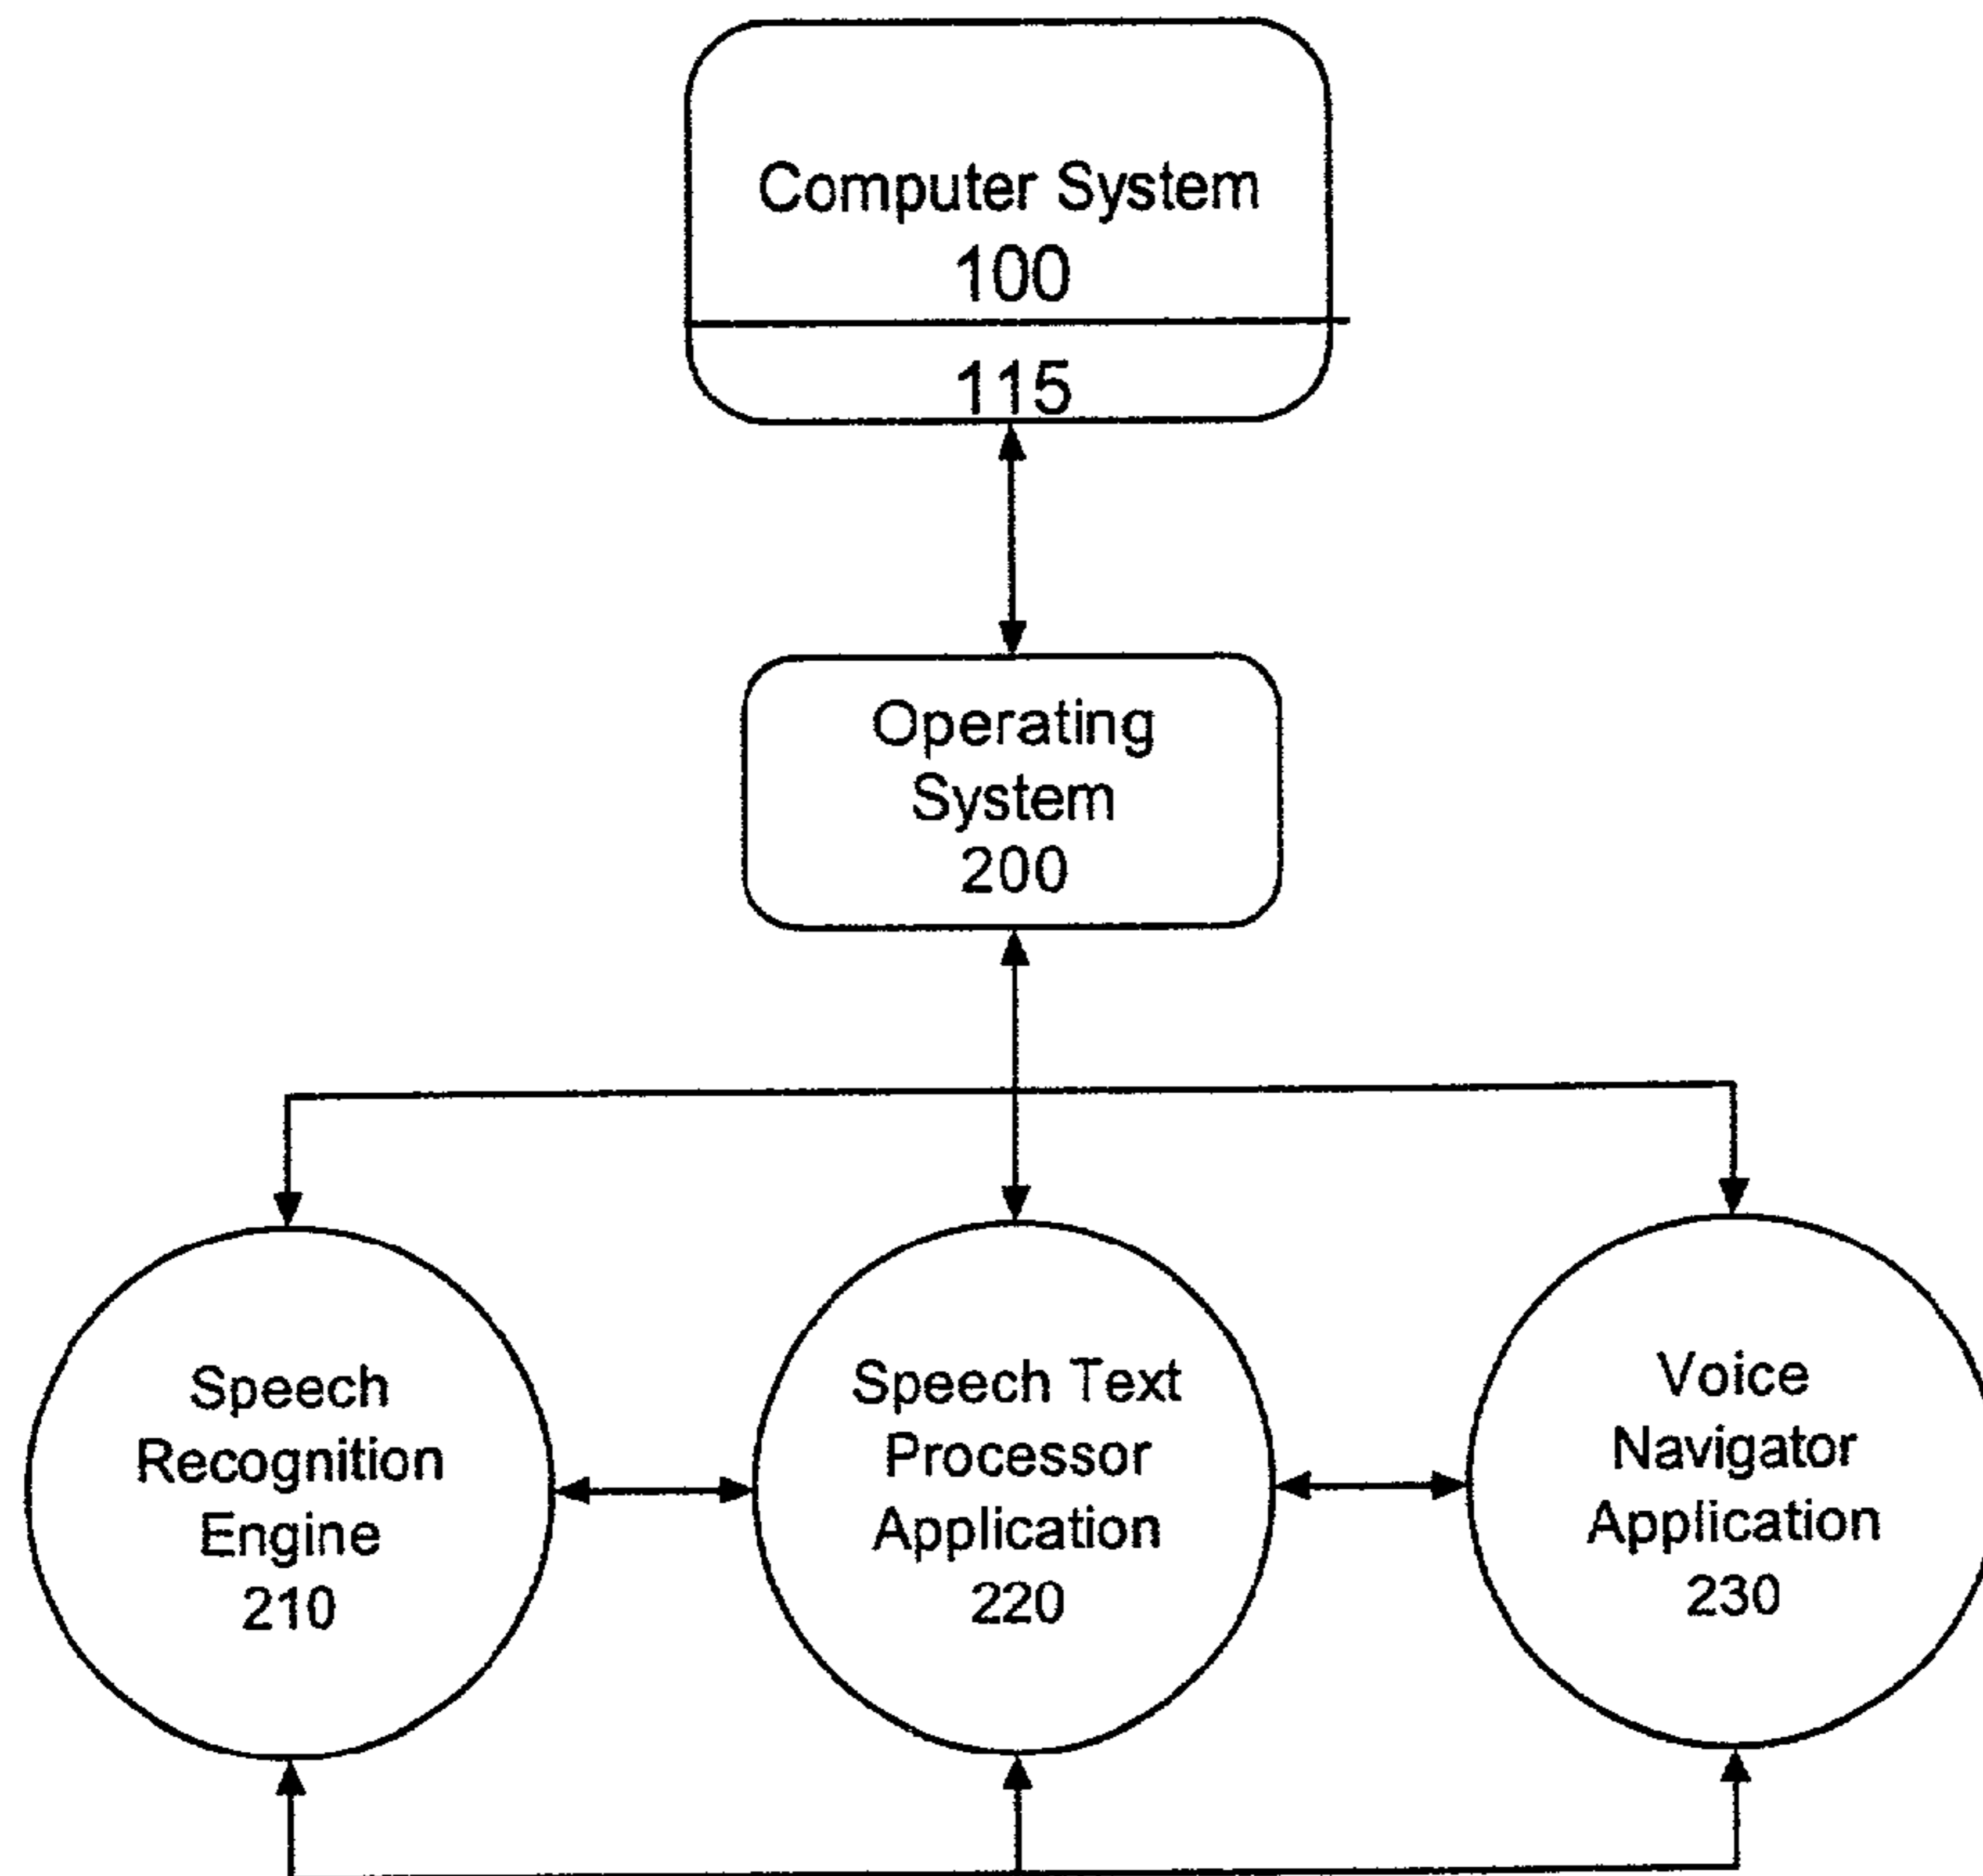 Computer System
100
115
Operating
System
200
Speech
Recognition
Engine
210
Speech Text
Processor
Application
220
Voice
Navigator
Application
230